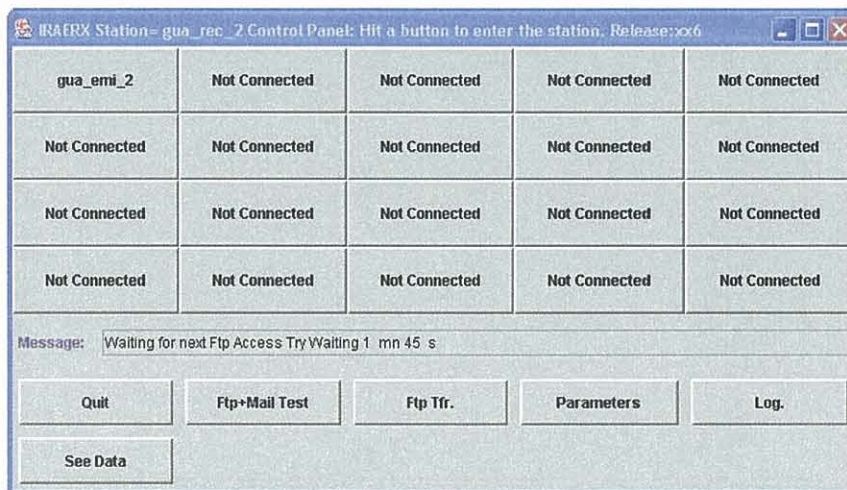 IRAERX Station= gua_rec_2 Control Panel: Hit a button to enter the station. Release:xx6
gua_emi_2 Not Connected Not Connected Not Connected Not Connected
Not Connected Not Connected Not Connected Not Connected Not Connected
Not Connected Not Connected Not Connected Not Connected Not Connected
Not Connected Not Connected Not Connected Not Connected Not Connected
Message: Waiting for next Ftp Access Try Waiting 1 mn 45 s
Quit Ftp+Mail Test Ftp Tfr. Parameters Log.
See Data